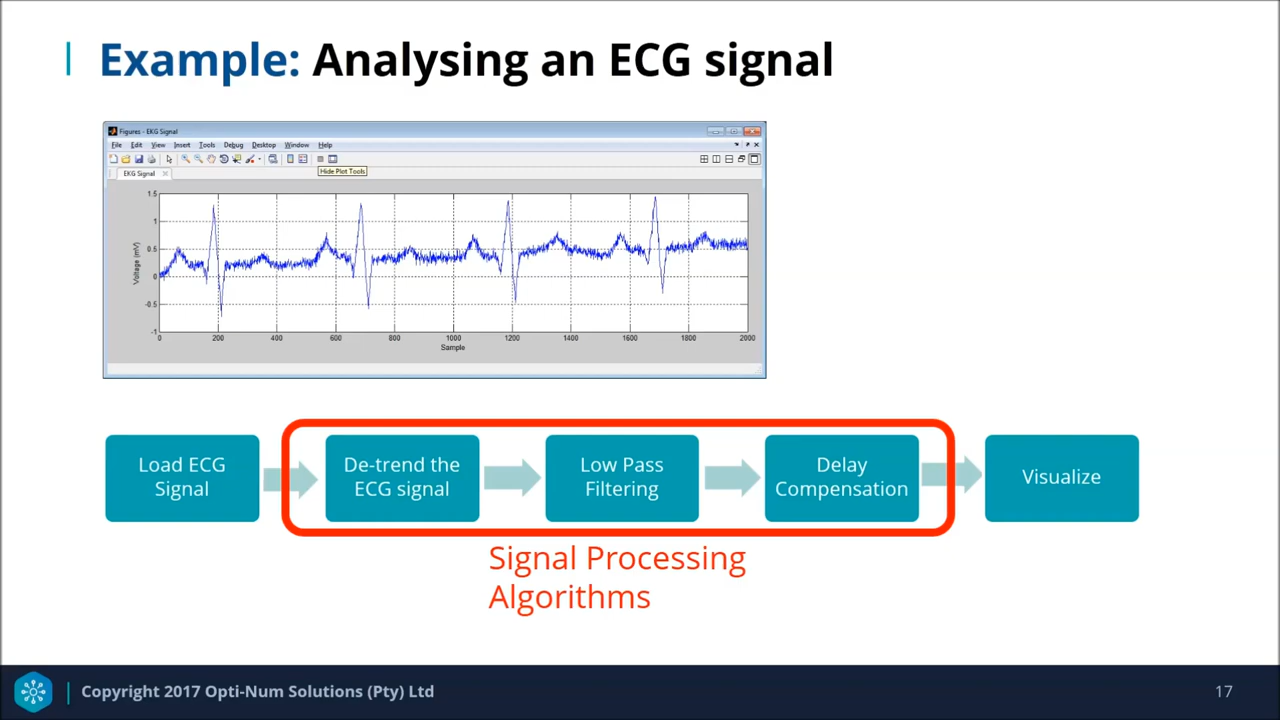 Example: Analysing an ECG signal
Figures - EKG Signal
File Edit View Insert Tools Debug Desktop Window Help
Hide Plot Tools
EKG Signal
1.5
1
0.5
0
-0.5
-1
Voltage (mV)
0 200 400 600 800 1000 1200 1400 1600 1800 2000
Sample
Load ECG
Signal
De-trend the
ECG signal
Low Pass
Filtering
Delay
Compensation
Visualize
Signal Processing
Algorithms
Copyright 2017 Opti-Num Solutions (Pty) Ltd
17